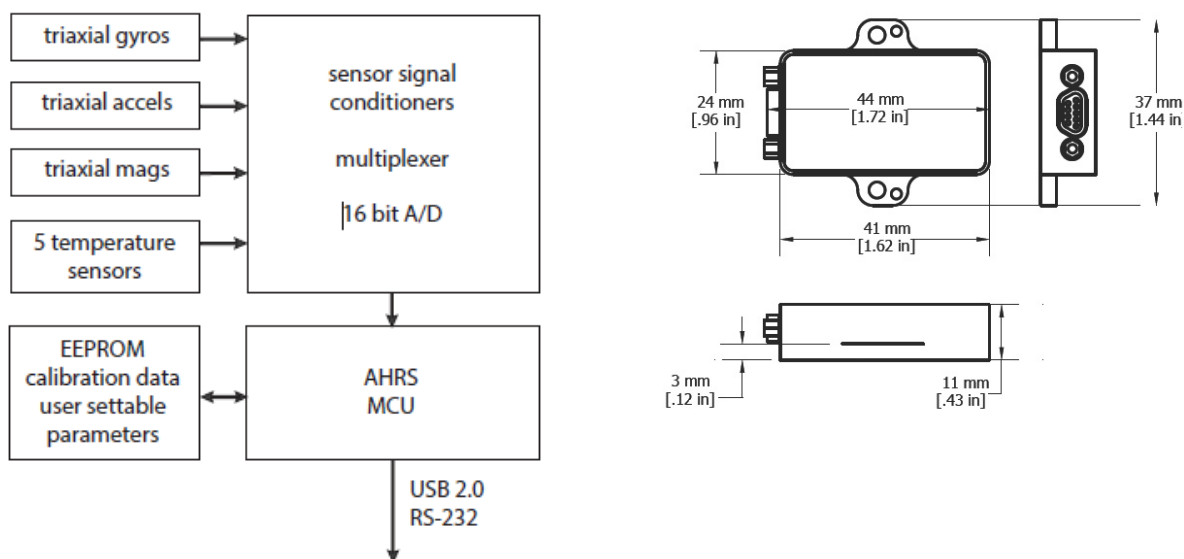 triaxial gyros
triaxial accels
triaxial mags
5 temperature
sensors
sensor signal
conditioners
multiplexer
16 bit A/D
EEPROM
calibration data
user settable
parameters
AHRS
MCU
USB 2.0
RS-232
24 mm
[.96 in]
44 mm
[1.72 in]
37 mm
[1.44 in]
41 mm
[1.62 in]
3 mm
[.12 in]
11 mm
[.43 in]